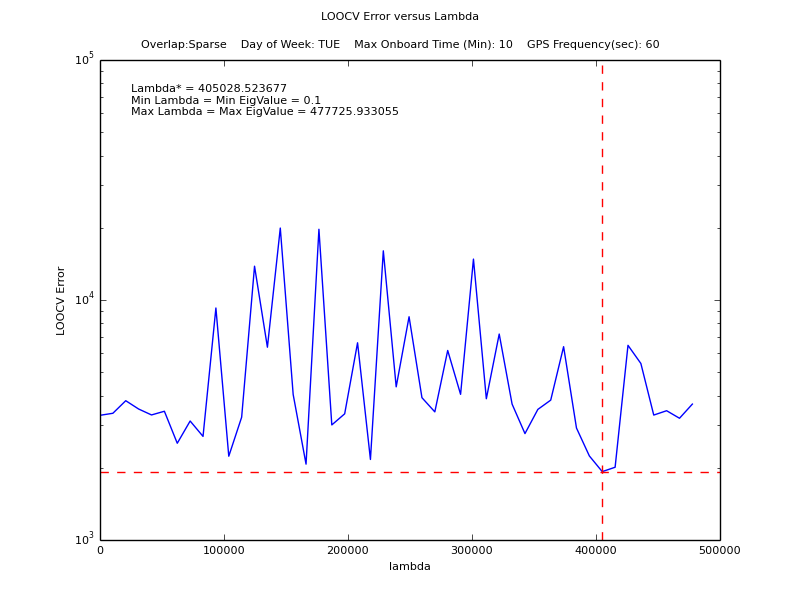 LOOCV Error versus Lambda
Overlap:Sparse    Day of Week: TUE    Max Onboard Time (Min): 10    GPS Frequency(sec): 60
10^5
Lambda* = 405028.523677
Min Lambda = Min EigValue = 0.1
Max Lambda = Max EigValue = 477725.933055
LOOCV Error
10^4
10^3
0 100000 200000 300000 400000 500000
lambda